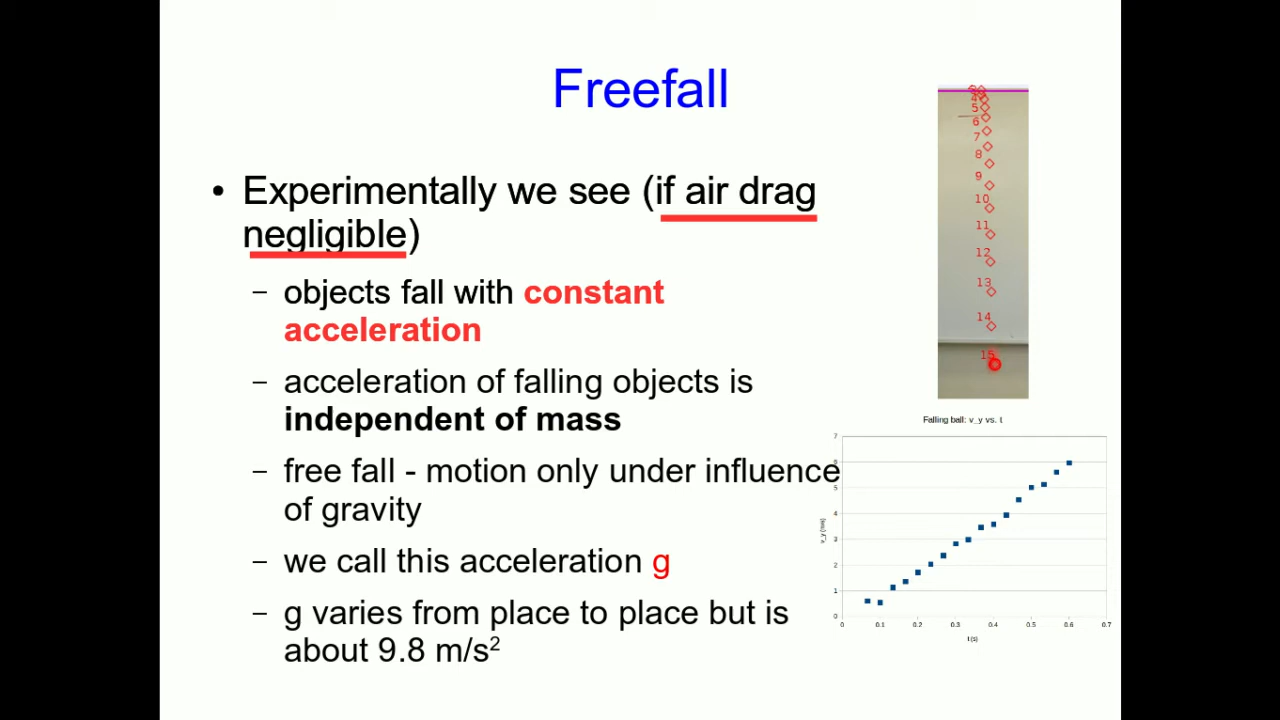 Freefall
• Experimentally we see (if air drag
negligible)
– objects fall with constant
acceleration
– acceleration of falling objects is
independent of mass
– free fall - motion only under influence
of gravity
– we call this acceleration g
– g varies from place to place but is
about 9.8 m/s²
4
5
6
7
8
9
10
11
12
13
14
15
Falling ball: v_y vs. t
7
6
5
4
3
2
1
0
v_y (m/s)
0 0.1 0.2 0.3 0.4 0.5 0.6 0.7
t (s)